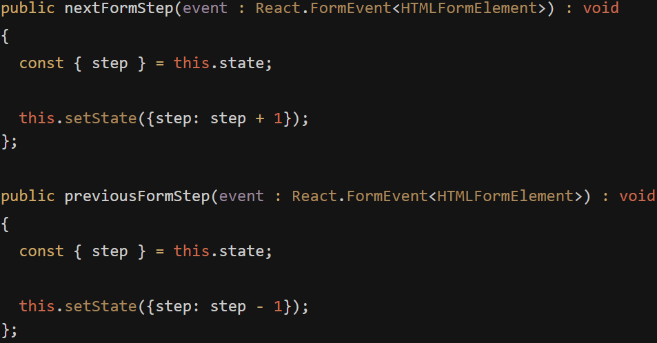 public nextFormStep(event : React.FormEvent<HTMLFormElement>) : void
{
  const { step } = this.state;

  this.setState({step: step + 1});
};

public previousFormStep(event : React.FormEvent<HTMLFormElement>) : void
{
  const { step } = this.state;

  this.setState({step: step - 1});
};